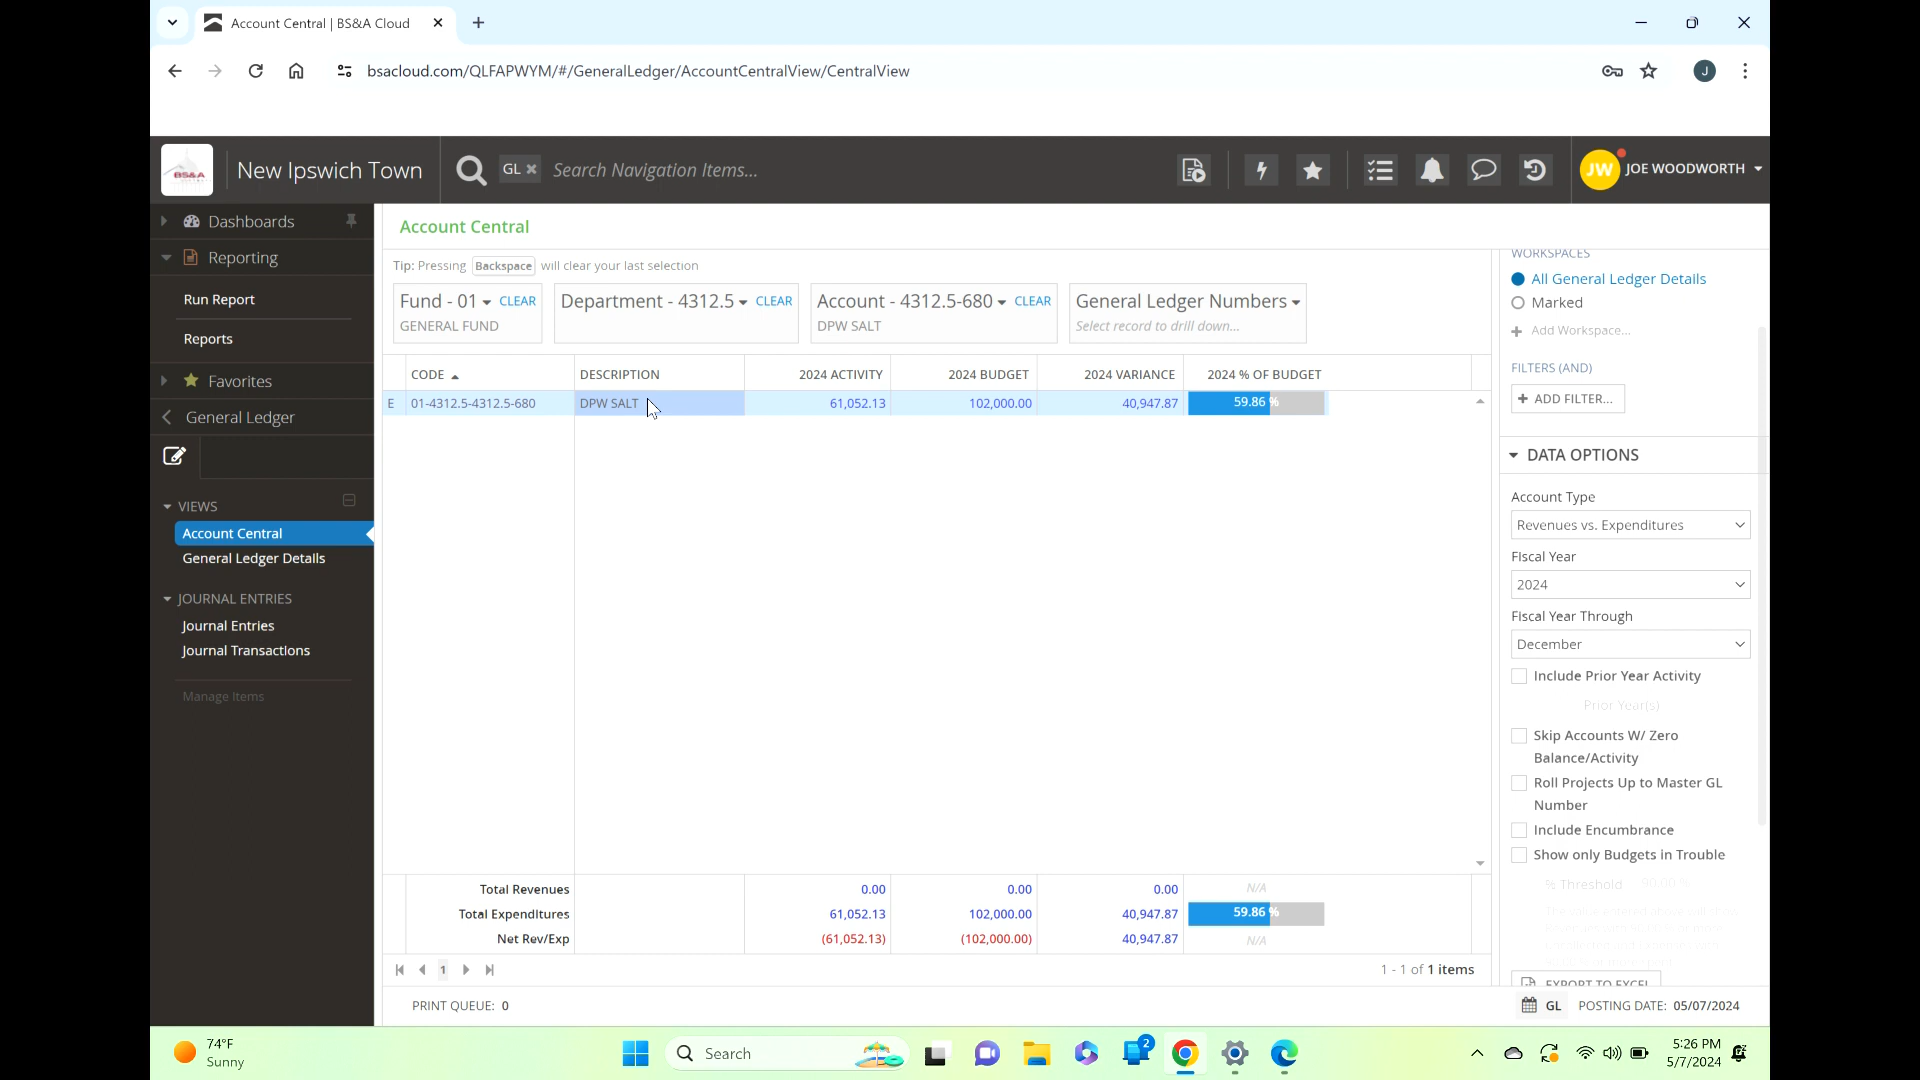 Account Central | BS&A Cloud
bsacloud.com/QLFAPWYM/#/GeneralLedger/AccountCentralView/CentralView
J
BS&A
New Ipswich Town
GL
Search Navigation Items...
JW
JOE WOODWORTH
Dashboards
Reporting
Run Report
Reports
Favorites
General Ledger
VIEWS
Account Central
General Ledger Details
JOURNAL ENTRIES
Journal Entries
Journal Transactions
Manage Items
Account Central
Tip: Pressing Backspace will clear your last selection
Fund - 01 CLEAR
GENERAL FUND
Department - 4312.5 CLEAR
Account - 4312.5-680 CLEAR
DPW SALT
General Ledger Numbers
Select record to drill down...
CODE DESCRIPTION 2024 ACTIVITY 2024 BUDGET 2024 VARIANCE 2024 % OF BUDGET
E 01-4312.5-4312.5-680 DPW SALT 61,052.13 102,000.00 40,947.87 59.86 %
Total Revenues 0.00 0.00 0.00 N/A
Total Expenditures 61,052.13 102,000.00 40,947.87 59.86 %
Net Rev/Exp (61,052.13) (102,000.00) 40,947.87 N/A
1
1 - 1 of 1 items
WORKSPACES
All General Ledger Details
Marked
Add Workspace...
FILTERS (AND)
+ ADD FILTER...
DATA OPTIONS
Account Type
Revenues vs. Expenditures
Fiscal Year
2024
Fiscal Year Through
December
Include Prior Year Activity
Prior Year(s)
Skip Accounts W/ Zero
Balance/Activity
Roll Projects Up to Master GL
Number
Include Encumbrance
Show only Budgets in Trouble
% Threshold 90.00 %
EXPORT TO EXCEL
PRINT QUEUE: 0
GL POSTING DATE: 05/07/2024
74°F
Sunny
Search
2
5:26 PM
5/7/2024